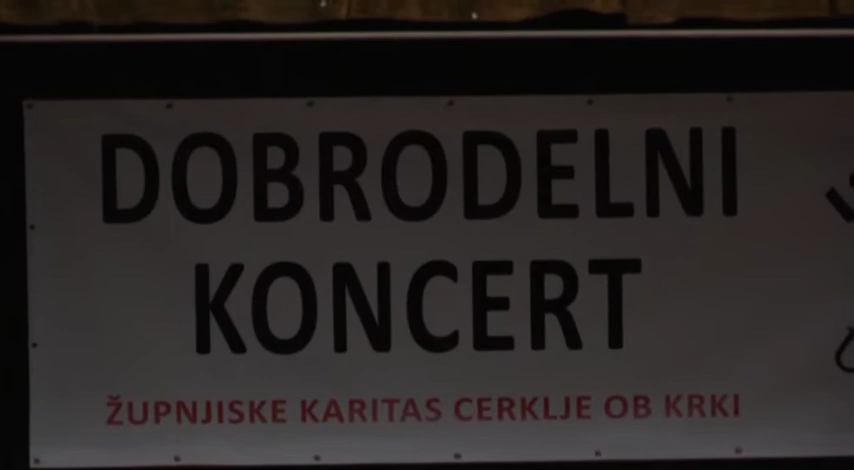 DOBRODELNI
KONCERT
ŽUPNJISKE KARITAS CERKLJE OB KRKI